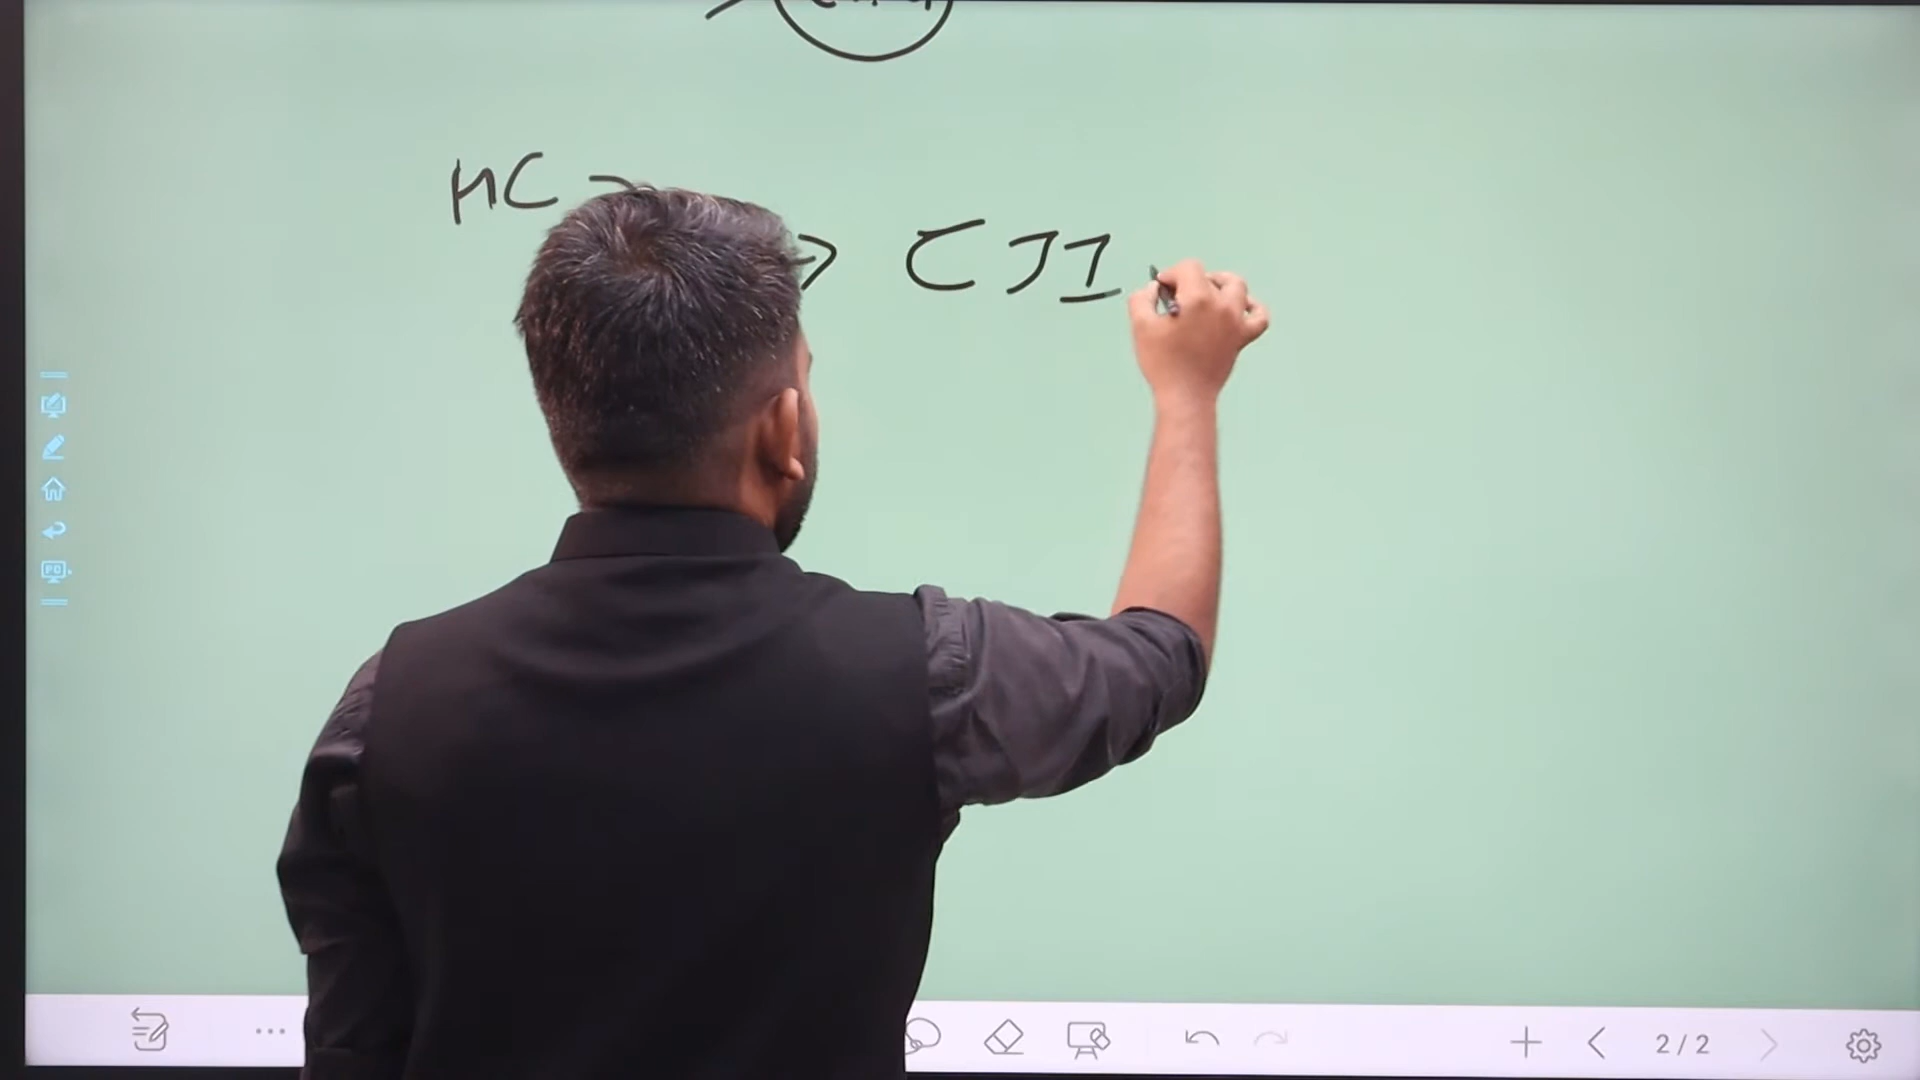 HC →
→ CJI
2/2